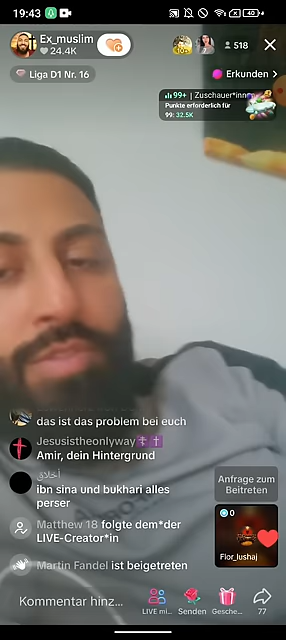 19:43
40
Ex_muslim
24.4K
518
Liga D1 Nr. 16
Erkunden
99+ | Zuschauer*innen
Punkte erforderlich für
99: 32.5K
das ist das problem bei euch
Jesusistheonlyway
Amir, dein Hintergrund
أخلاق
ibn sina und bukhari alles
perser
Matthew 18 folgte dem*der
LIVE-Creator*in
Martin Fandel ist beigetreten
Anfrage zum
Beitreten
0
Flor_lushaj
Kommentar hinz...
LIVE mi...
Senden
Gesche...
77